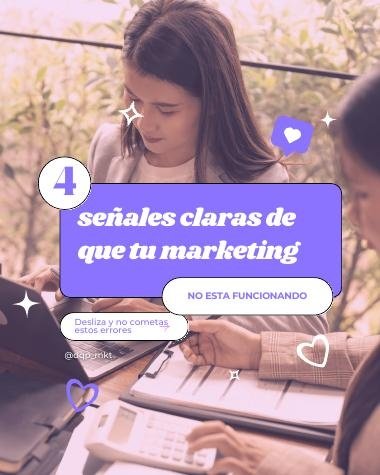 4
señales claras de
que tu marketing
NO ESTA FUNCIONANDO
Desliza y no cometas
estos errores
@dqp_mkt